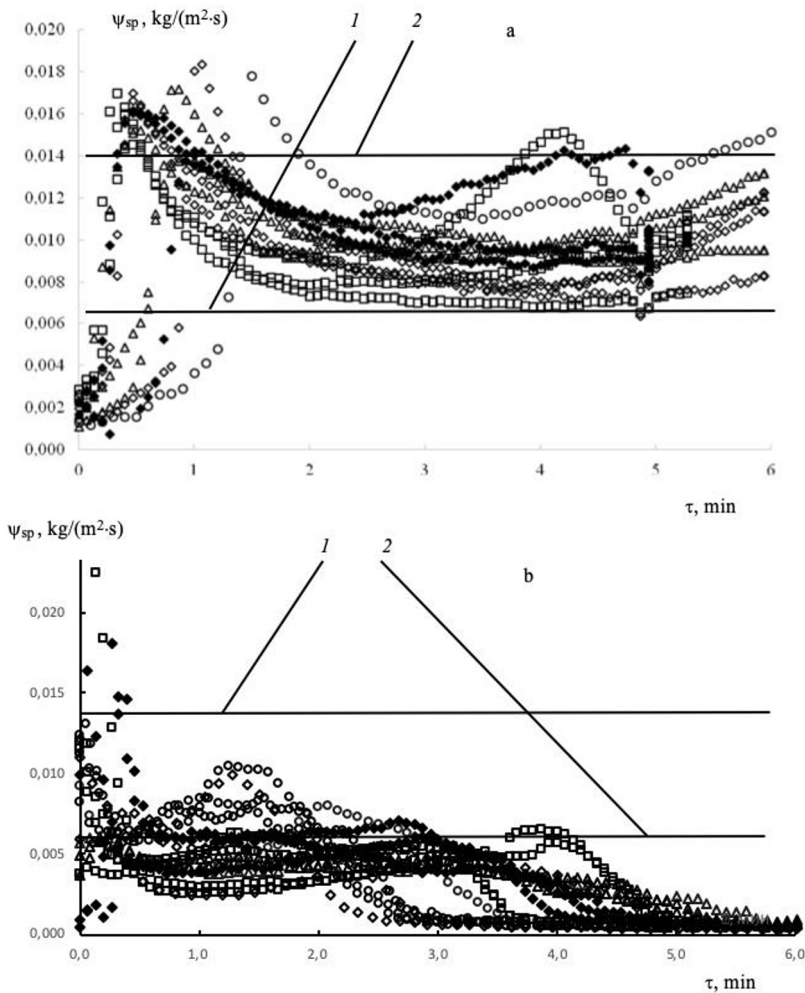 ψsp , kg/(m²·s)
1 2 a
0,020
0,018
0,016
0,014
0,012
0,010
0,008
0,006
0,004
0,002
0,000
0 1 2 3 4 5 6
τ, min
ψsp , kg/(m²·s)
1 2 b
0,020
0,015
0,010
0,005
0,000
0,0 1,0 2,0 3,0 4,0 5,0 6,0
τ, min